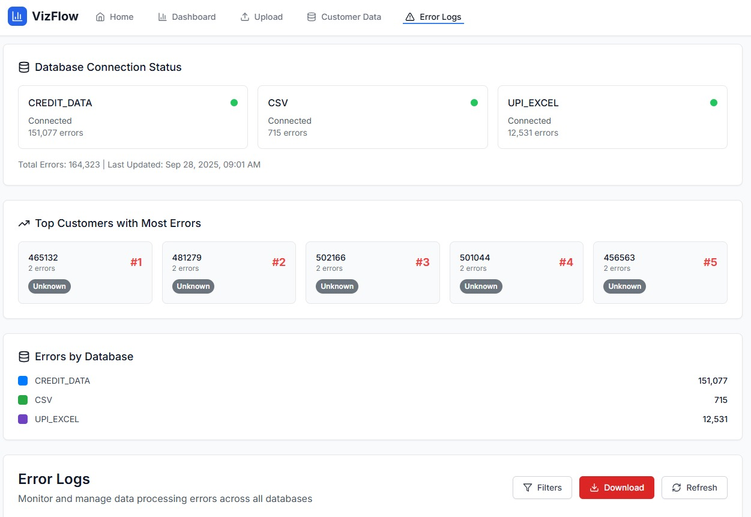 VizFlow Home Dashboard Upload Customer Data Error Logs
Database Connection Status
CREDIT_DATA
Connected
151,077 errors
CSV
Connected
715 errors
UPI_EXCEL
Connected
12,531 errors
Total Errors: 164,323 | Last Updated: Sep 28, 2025, 09:01 AM
Top Customers with Most Errors
465132
#1
2 errors
Unknown
481279
#2
2 errors
Unknown
502166
#3
2 errors
Unknown
501044
#4
2 errors
Unknown
456563
#5
2 errors
Unknown
Errors by Database
CREDIT_DATA 151,077
CSV 715
UPI_EXCEL 12,531
Error Logs
Monitor and manage data processing errors across all databases
Filters Download Refresh